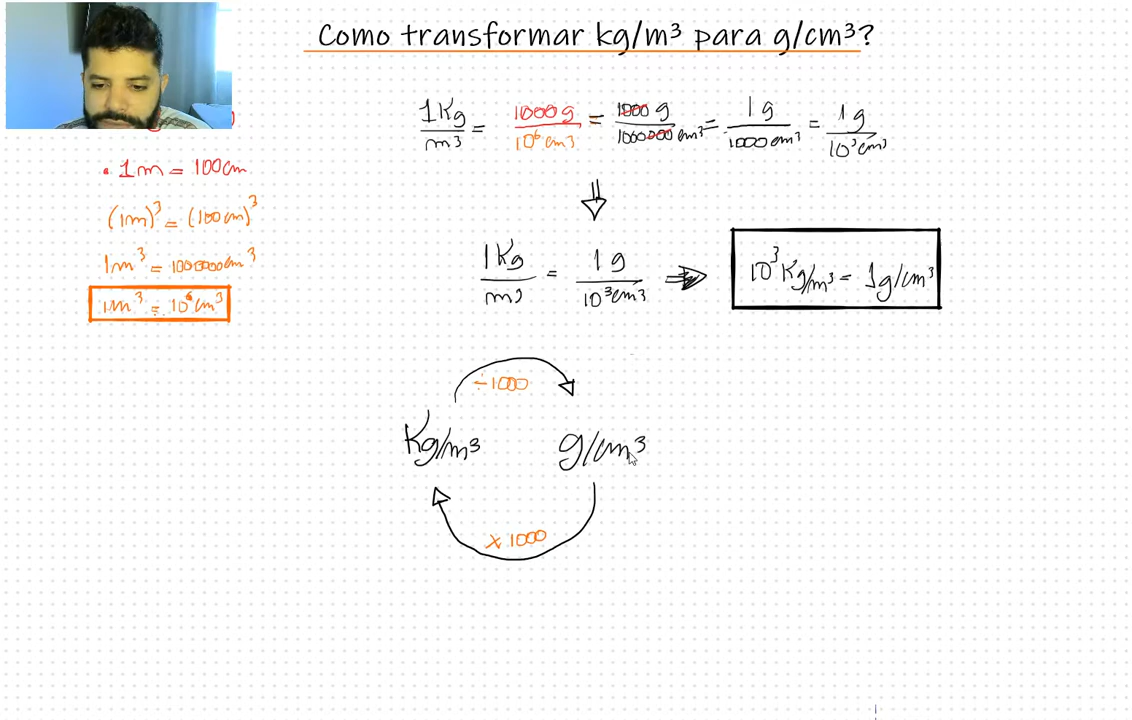 Como transformar kg/m³ para g/cm³?
1Kg/m³ = 1000g/10⁶cm³ = 1000g/1000000cm³ = 1g/1000cm³ = 1g/10³cm³
• 1m = 100cm
(1m)³ = (100cm)³
1m³ = 1000000cm³
1m³ = 10⁶cm³
1Kg/m³ = 1g/10³cm³ ⇒ 10³Kg/m³ = 1g/cm³
÷1000
Kg/m³ g/cm³
×1000